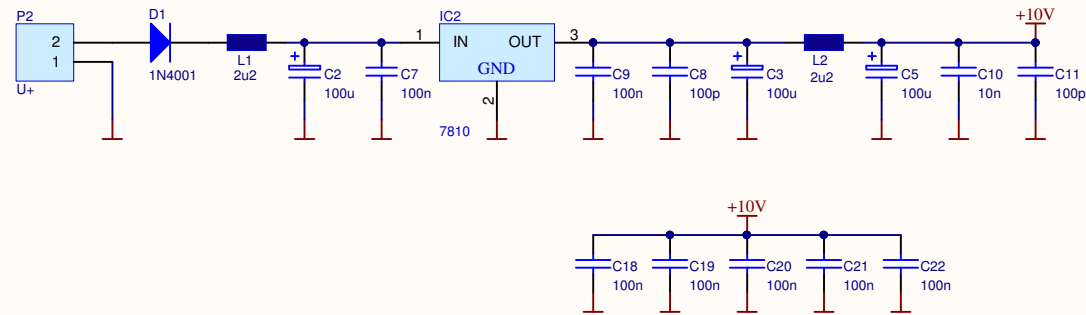 P2
2
1
U+
D1
1N4001
L1
2u2
C2
100u
C7
100n
IC2
1
IN
OUT
3
GND
2
7810
C9
100n
C8
100p
C3
100u
L2
2u2
C5
100u
C10
10n
+10V
C11
100p
+10V
C18
100n
C19
100n
C20
100n
C21
100n
C22
100n